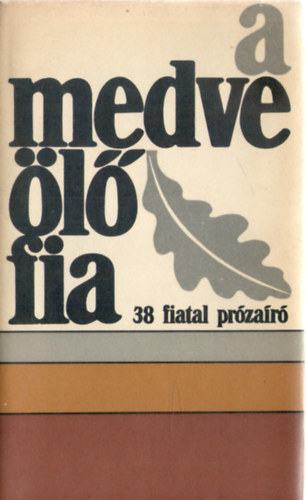 a
medve
ölő
fia
38 fiatal prózaíró